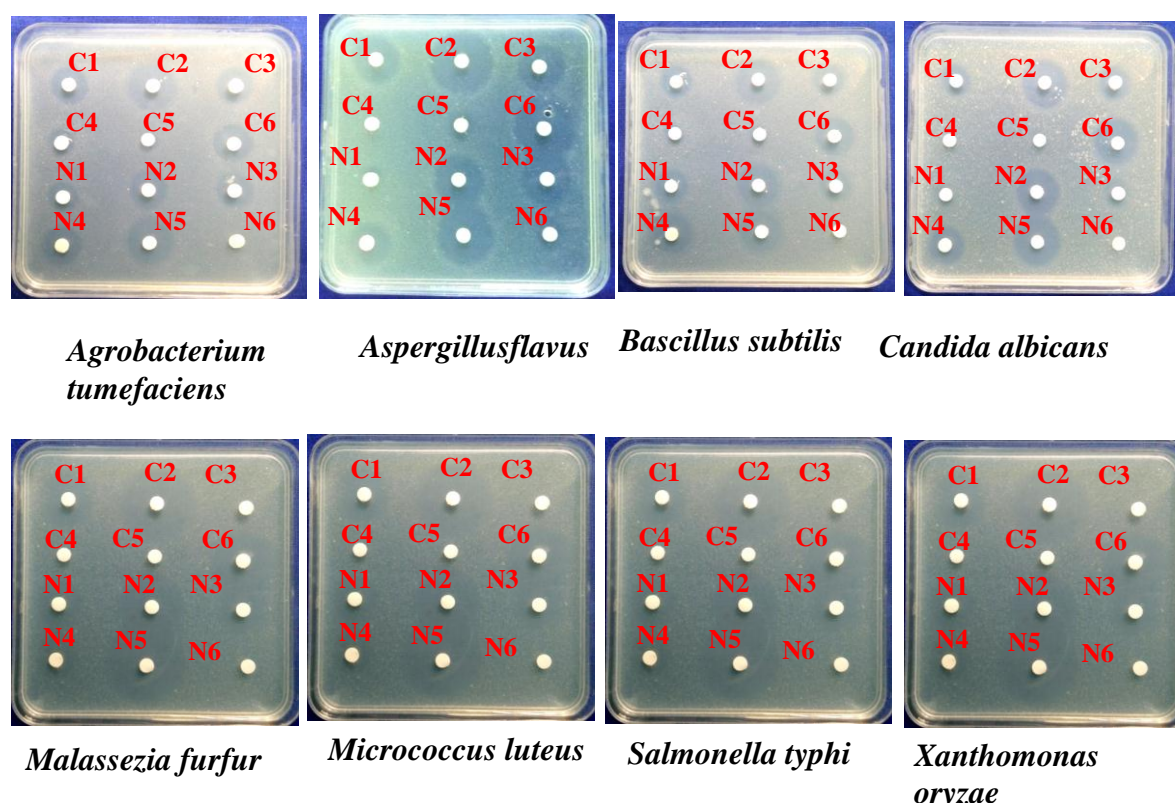 C1 C2 C3
C4 C5 C6
N1 N2 N3
N4 N5 N6
C1 C2 C3
C4 C5 C6
N1 N2 N3
N4 N5 N6
C1 C2 C3
C4 C5 C6
N1 N2 N3
N4 N5 N6
C1 C2 C3
C4 C5 C6
N1 N2 N3
N4 N5 N6
Agrobacterium
tumefaciens
Aspergillusflavus
Bascillus subtilis
Candida albicans
C1 C2 C3
C4 C5 C6
N1 N2 N3
N4 N5 N6
C1 C2 C3
C4 C5 C6
N1 N2 N3
N4 N5 N6
C1 C2 C3
C4 C5 C6
N1 N2 N3
N4 N5 N6
C1 C2 C3
C4 C5 C6
N1 N2 N3
N4 N5 N6
Malassezia furfur
Micrococcus luteus
Salmonella typhi
Xanthomonas
oryzae